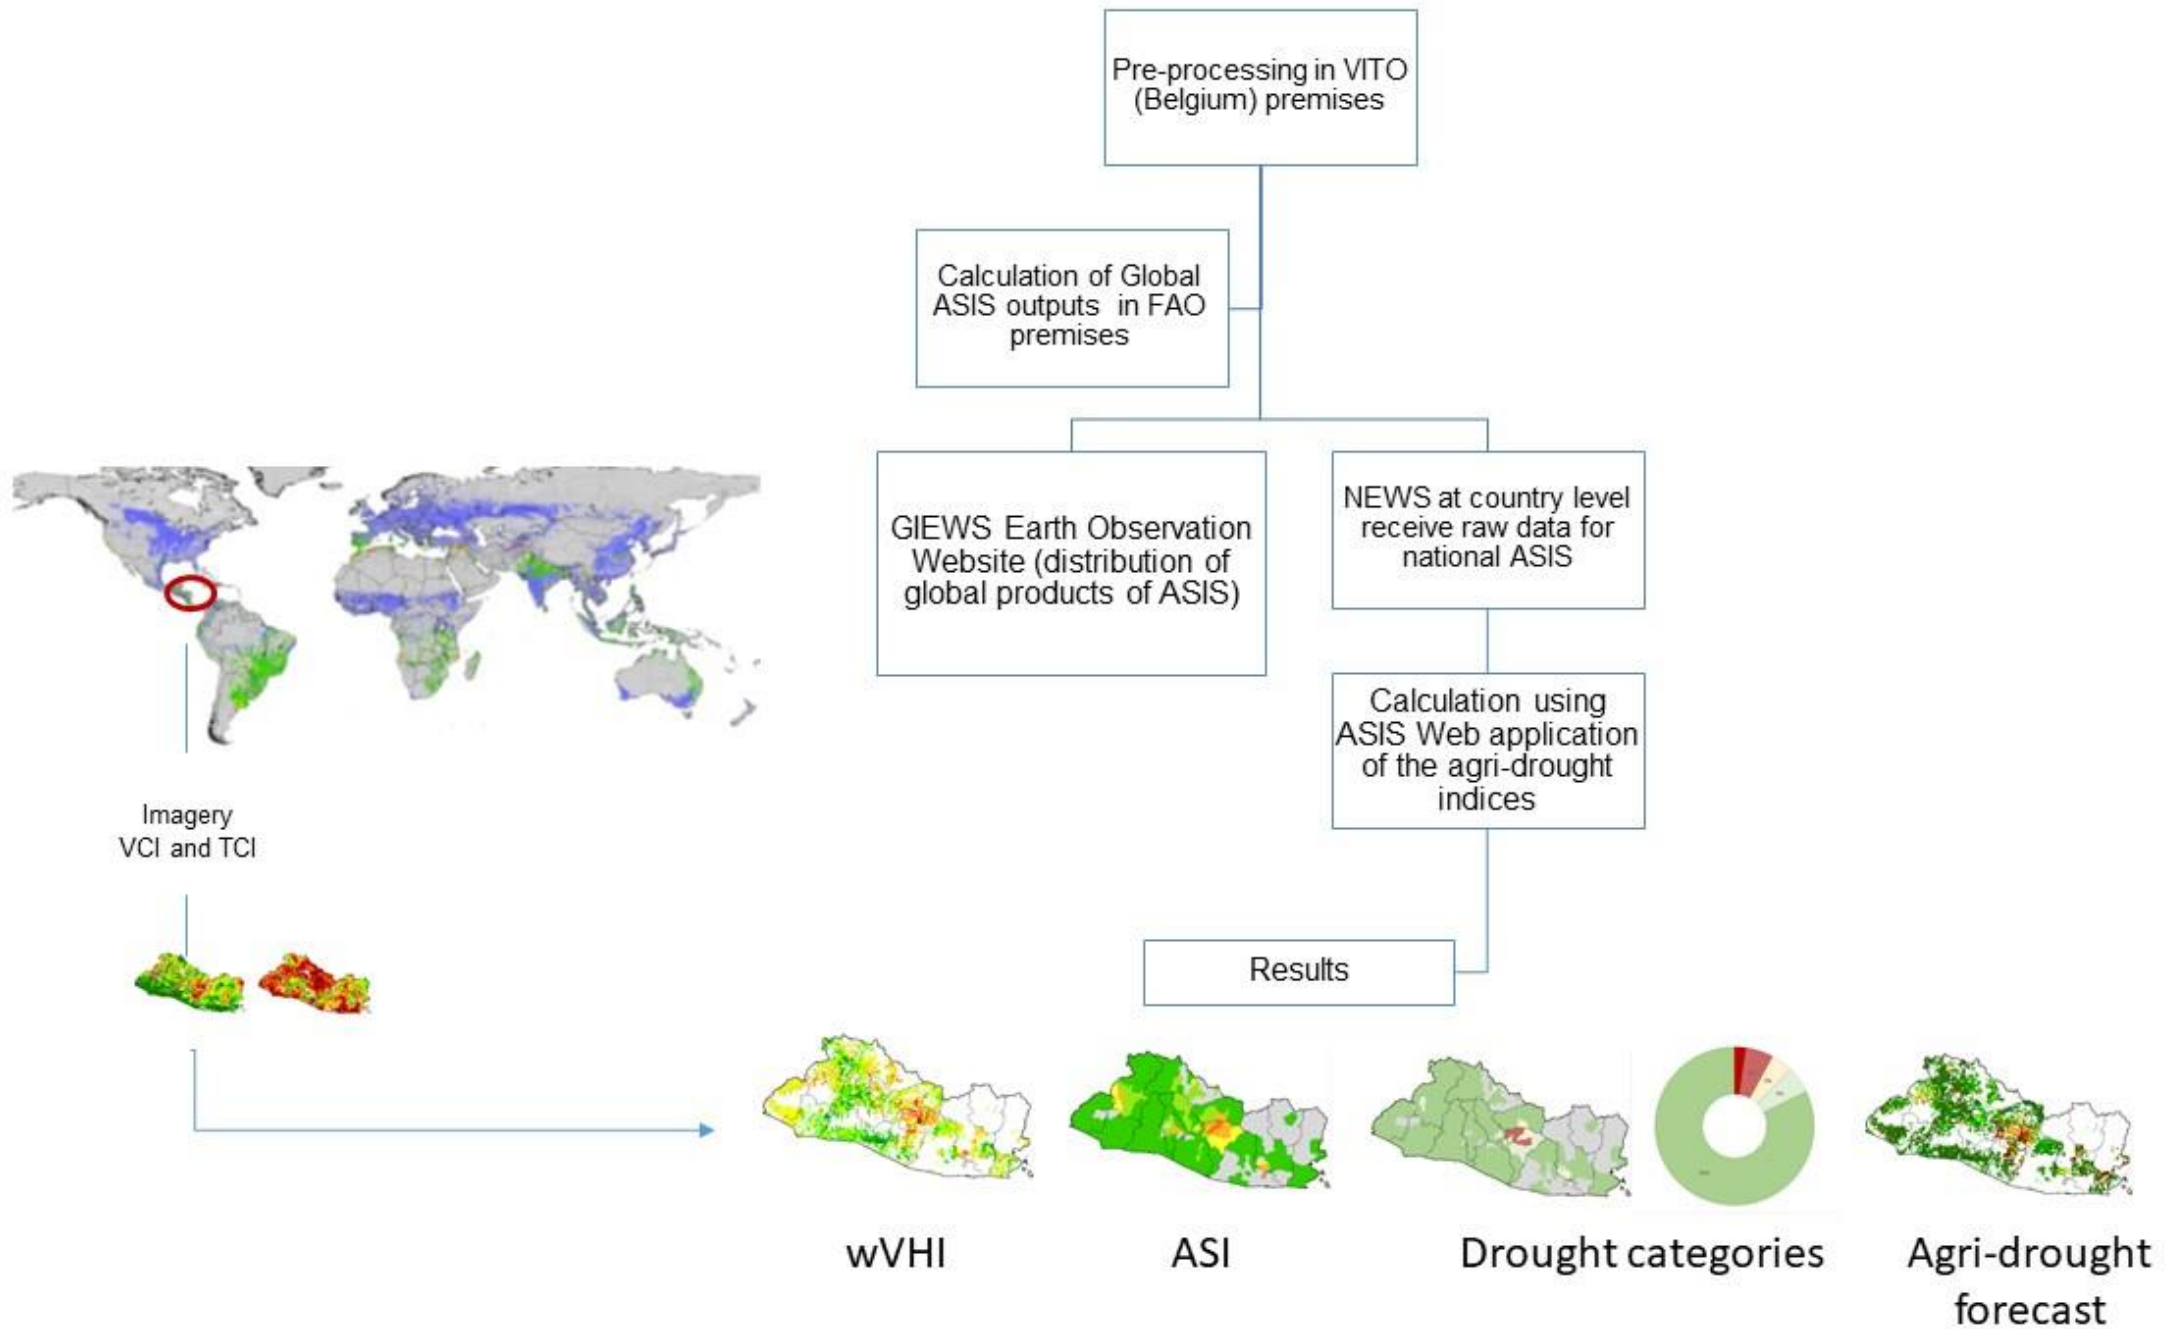 Pre-processing in VITO
(Belgium) premises
Calculation of Global
ASIS outputs in FAO
premises
GIEWS Earth Observation
Website (distribution of
global products of ASIS)
NEWS at country level
receive raw data for
national ASIS
Calculation using
ASIS Web application
of the agri-drought
indices
Imagery
VCI and TCI
Results
wVHI
ASI
Drought categories
Agri-drought
forecast